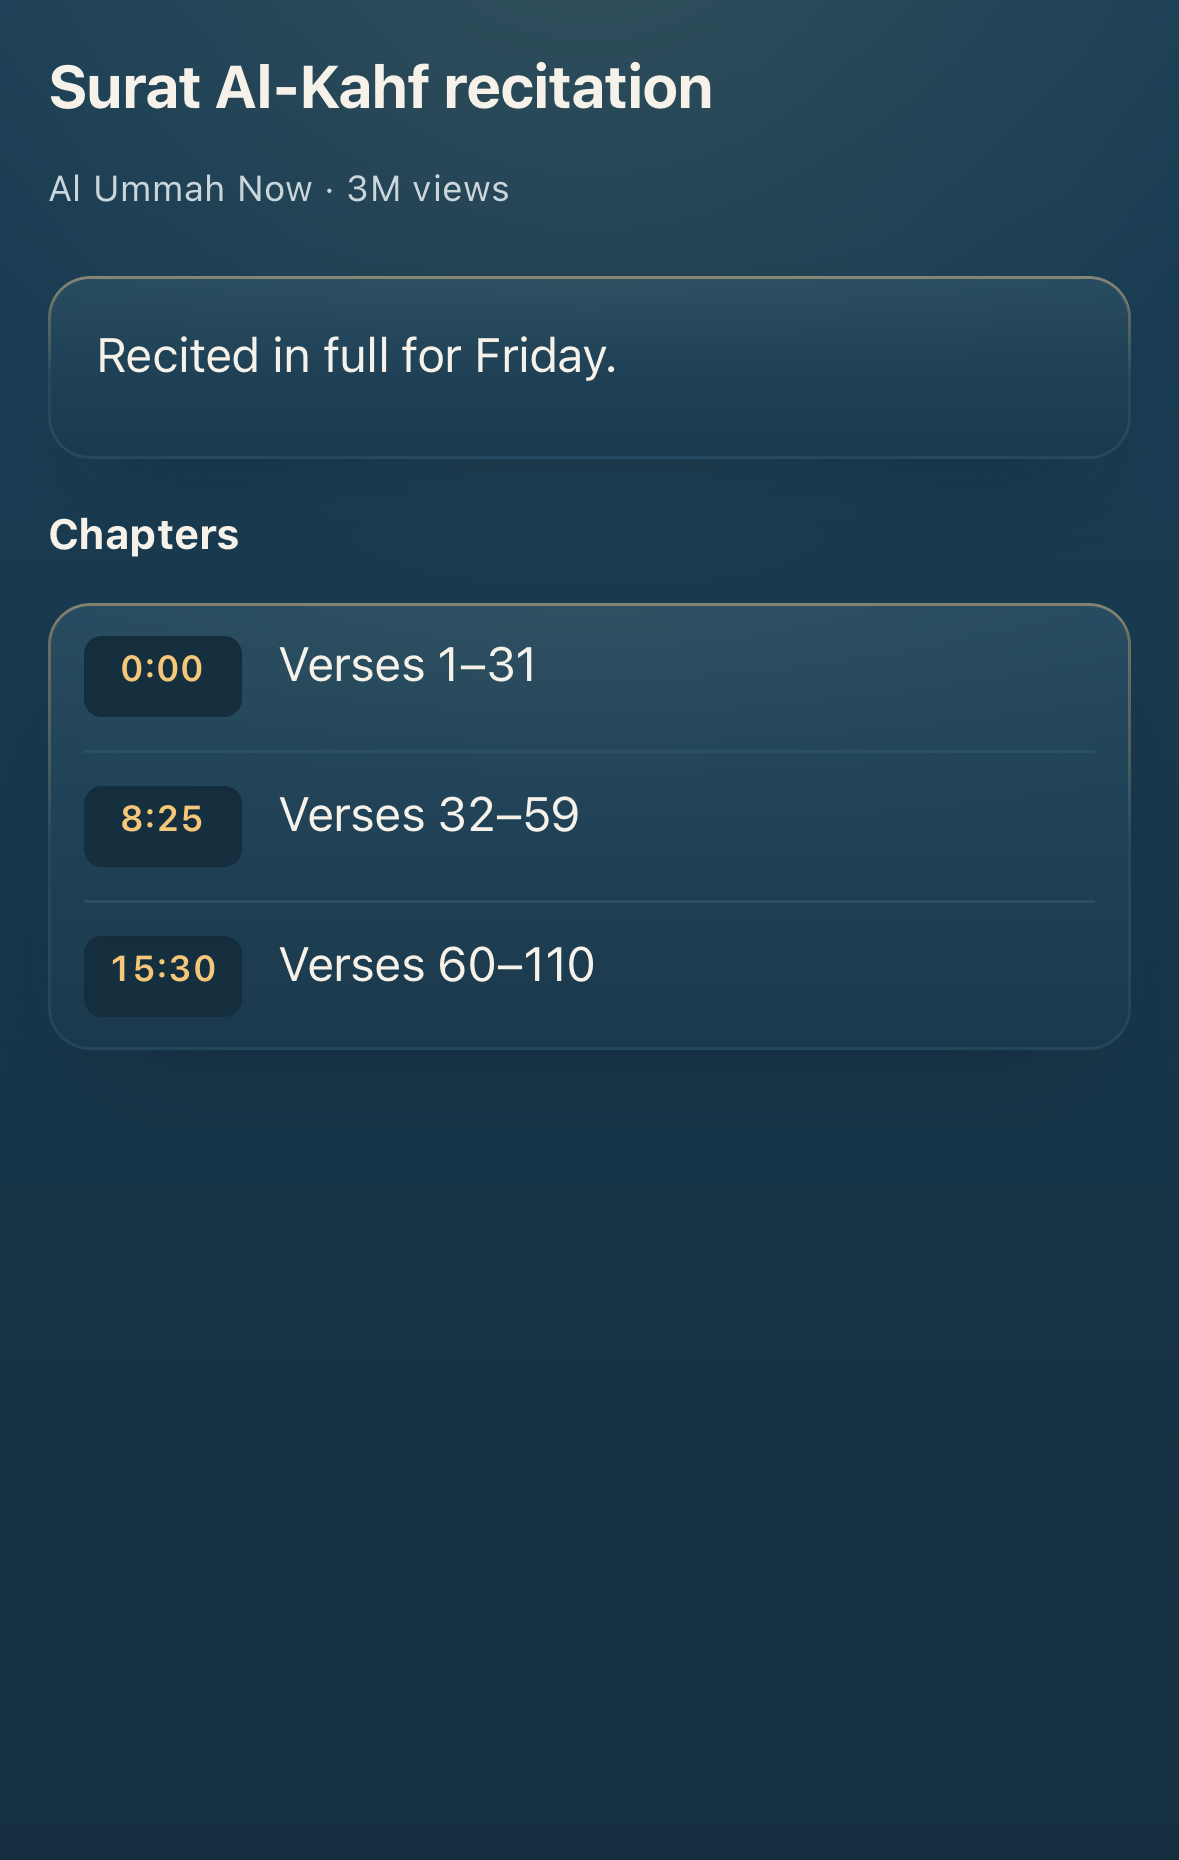 Surat Al-Kahf recitation
Al Ummah Now · 3M views
Recited in full for Friday.
Chapters
0:00 Verses 1–31
8:25 Verses 32–59
15:30 Verses 60–110